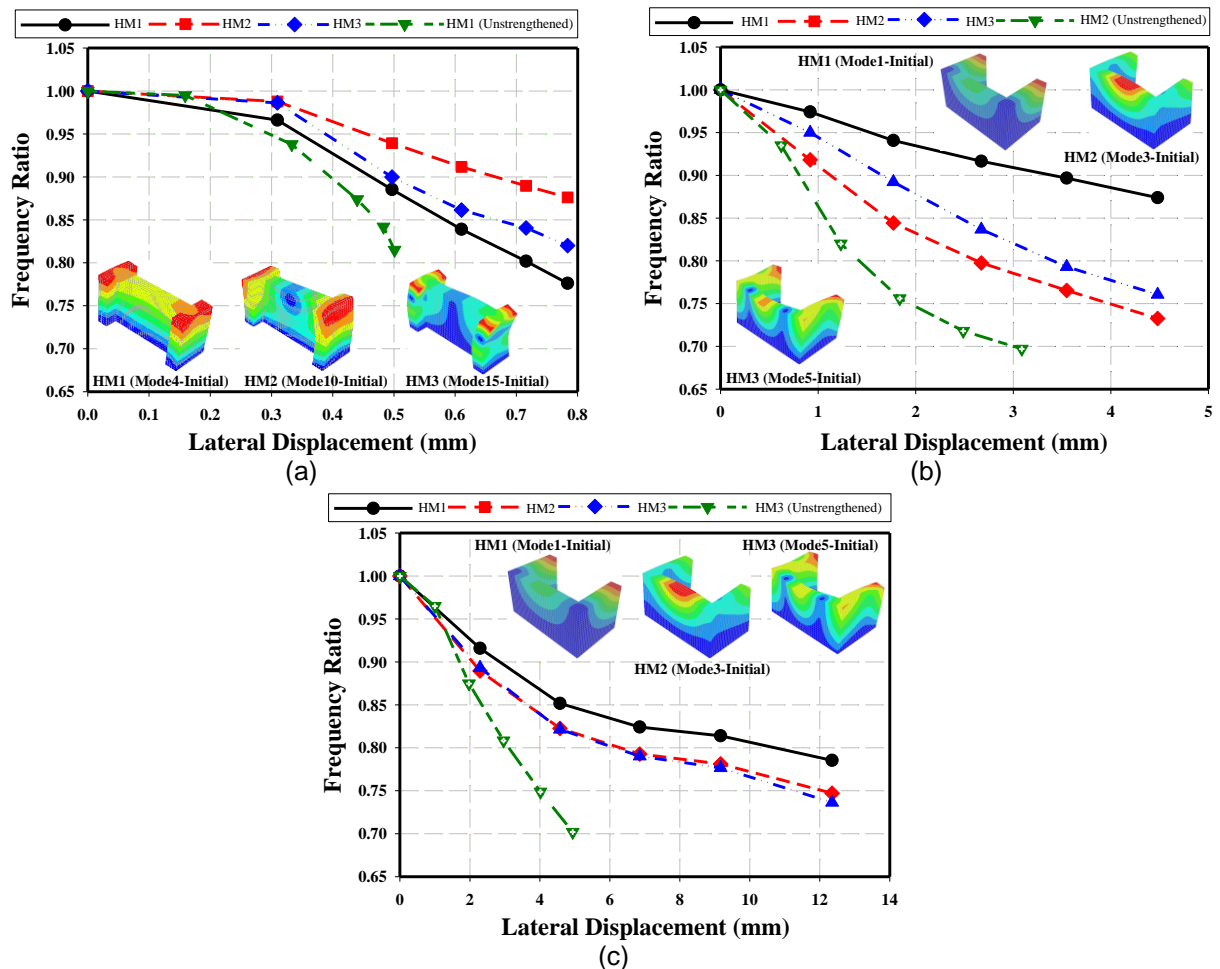 HM1 HM2 HM3 HM1 (Unstrengthened)
1.05
1.00
0.95
0.90
0.85
0.80
0.75
0.70
0.65
Frequency Ratio
HM1 (Mode4-Initial) HM2 (Mode10-Initial) HM3 (Mode15-Initial)
0.0 0.1 0.2 0.3 0.4 0.5 0.6 0.7 0.8
Lateral Displacement (mm)
(a)
HM1 HM2 HM3 HM2 (Unstrengthened)
1.05
1.00
0.95
0.90
0.85
0.80
0.75
0.70
0.65
Frequency Ratio
HM1 (Mode1-Initial)
HM2 (Mode3-Initial)
HM3 (Mode5-Initial)
0 1 2 3 4 5
Lateral Displacement (mm)
(b)
HM1 HM2 HM3 HM3 (Unstrengthened)
1.05
1.00
0.95
0.90
0.85
0.80
0.75
0.70
0.65
Frequency Ratio
HM1 (Mode1-Initial) HM3 (Mode5-Initial)
HM2 (Mode3-Initial)
0 2 4 6 8 10 12 14
Lateral Displacement (mm)
(c)